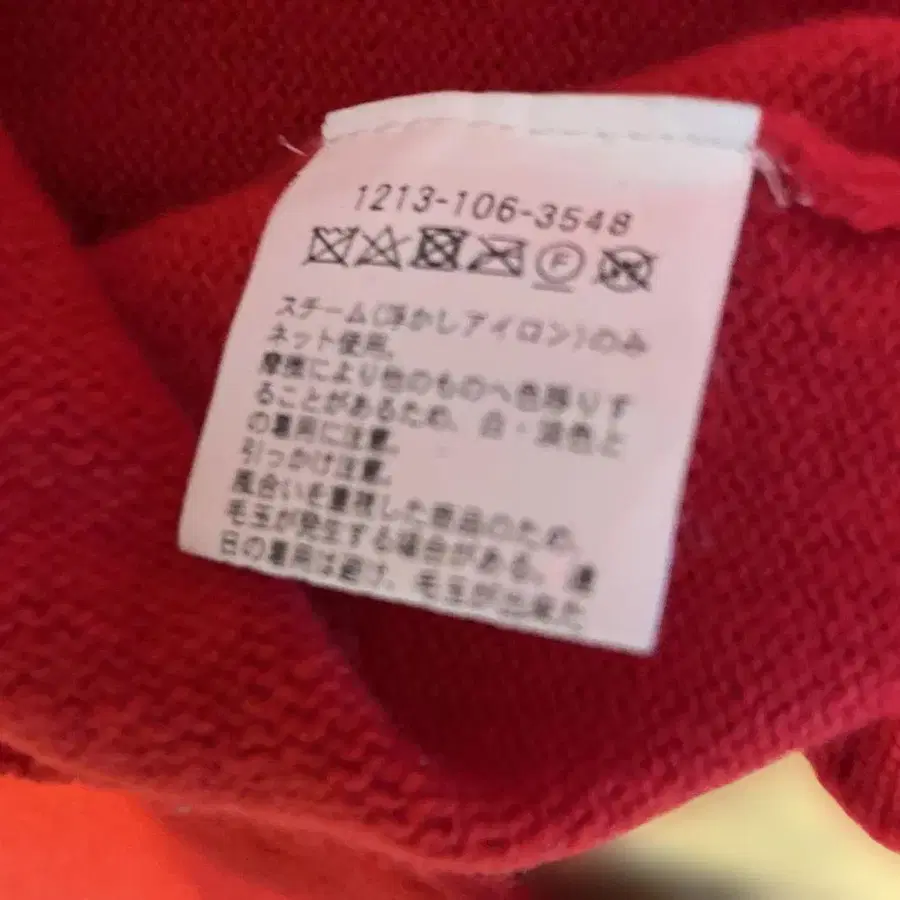 1213-106-3548
F
スチーム(浮かしアイロン)のみ
ネット使用。
摩擦により他のものへ色移りす
ることがあるため、白・淡色と
の着用に注意。
引っかけ注意。
風合いを重視した商品のため、
毛玉が発生する場合がある。連
日の着用は避け、毛玉が出来た